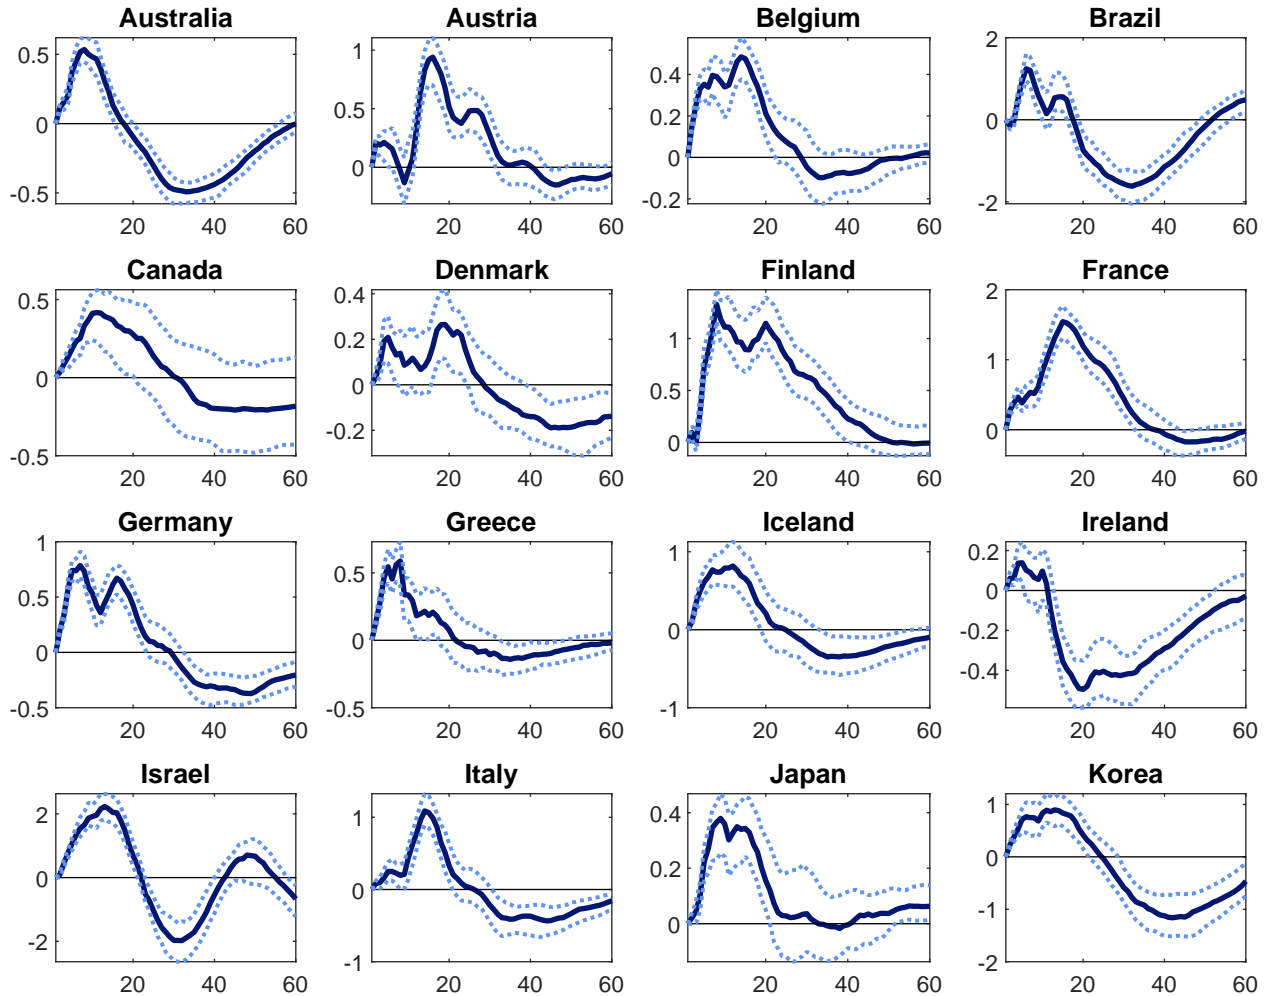 Australia Austria Belgium Brazil
0.5 1 0.4 2
0 0.5 0.2 0
-0.5 0 0 -2
-0.2
20 40 60 20 40 60 20 40 60 20 40 60
Canada Denmark Finland France
0.5 0.4 1 2
0 0.2 0.5 1
-0.5 0 0 0
-0.2
20 40 60 20 40 60 20 40 60 20 40 60
Germany Greece Iceland Ireland
1 0.5 1 0.2
0.5 0 0 0
0 -0.5 -1 -0.2
-0.5 -0.4
20 40 60 20 40 60 20 40 60 20 40 60
Israel Italy Japan Korea
2 1 0.4 1
0 0 0.2 0
-2 -1 0 -1
-2
20 40 60 20 40 60 20 40 60 20 40 60